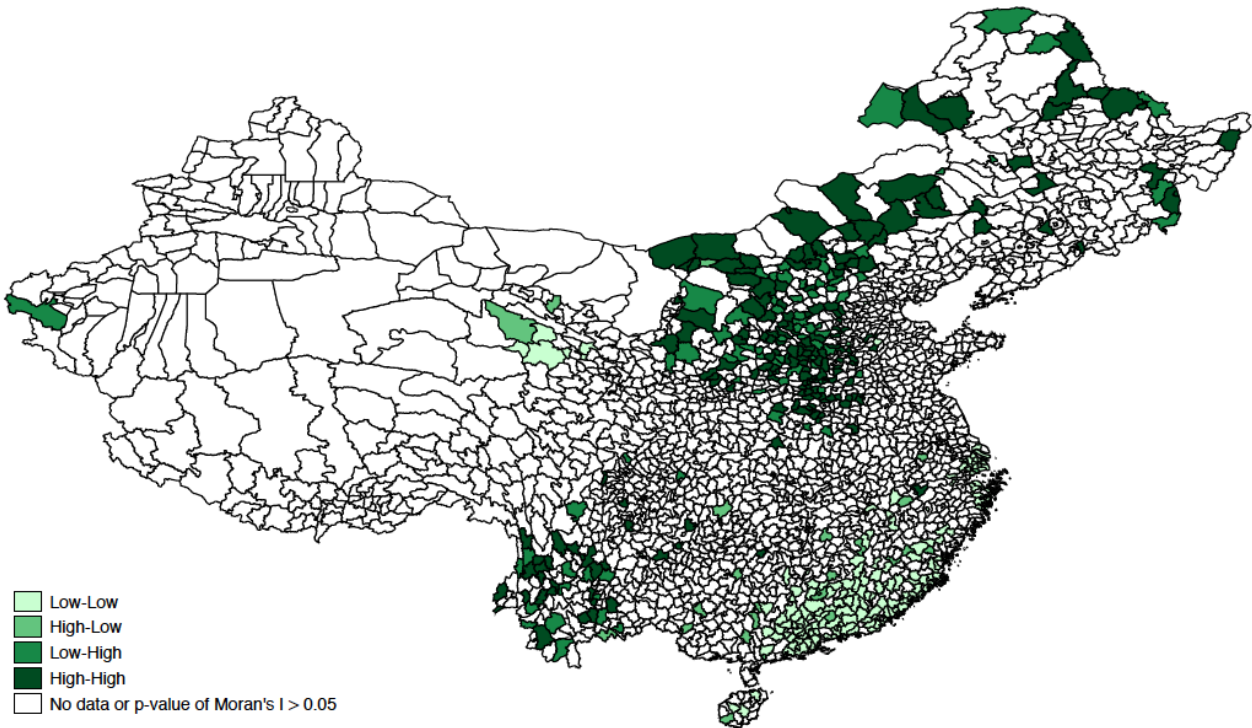 Low-Low
High-Low
Low-High
High-High
No data or p-value of Moran's I > 0.05